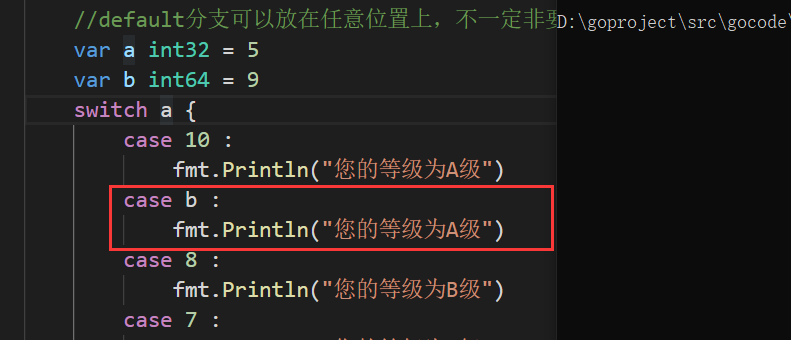 //default分支可以放在任意位置上，不一定非要
var a int32 = 5
var b int64 = 9
switch a {
case 10 :
fmt.Println("您的等级为A级")
case b :
fmt.Println("您的等级为A级")
case 8 :
fmt.Println("您的等级为B级")
case 7 :
D:\goproject\src\gocode\